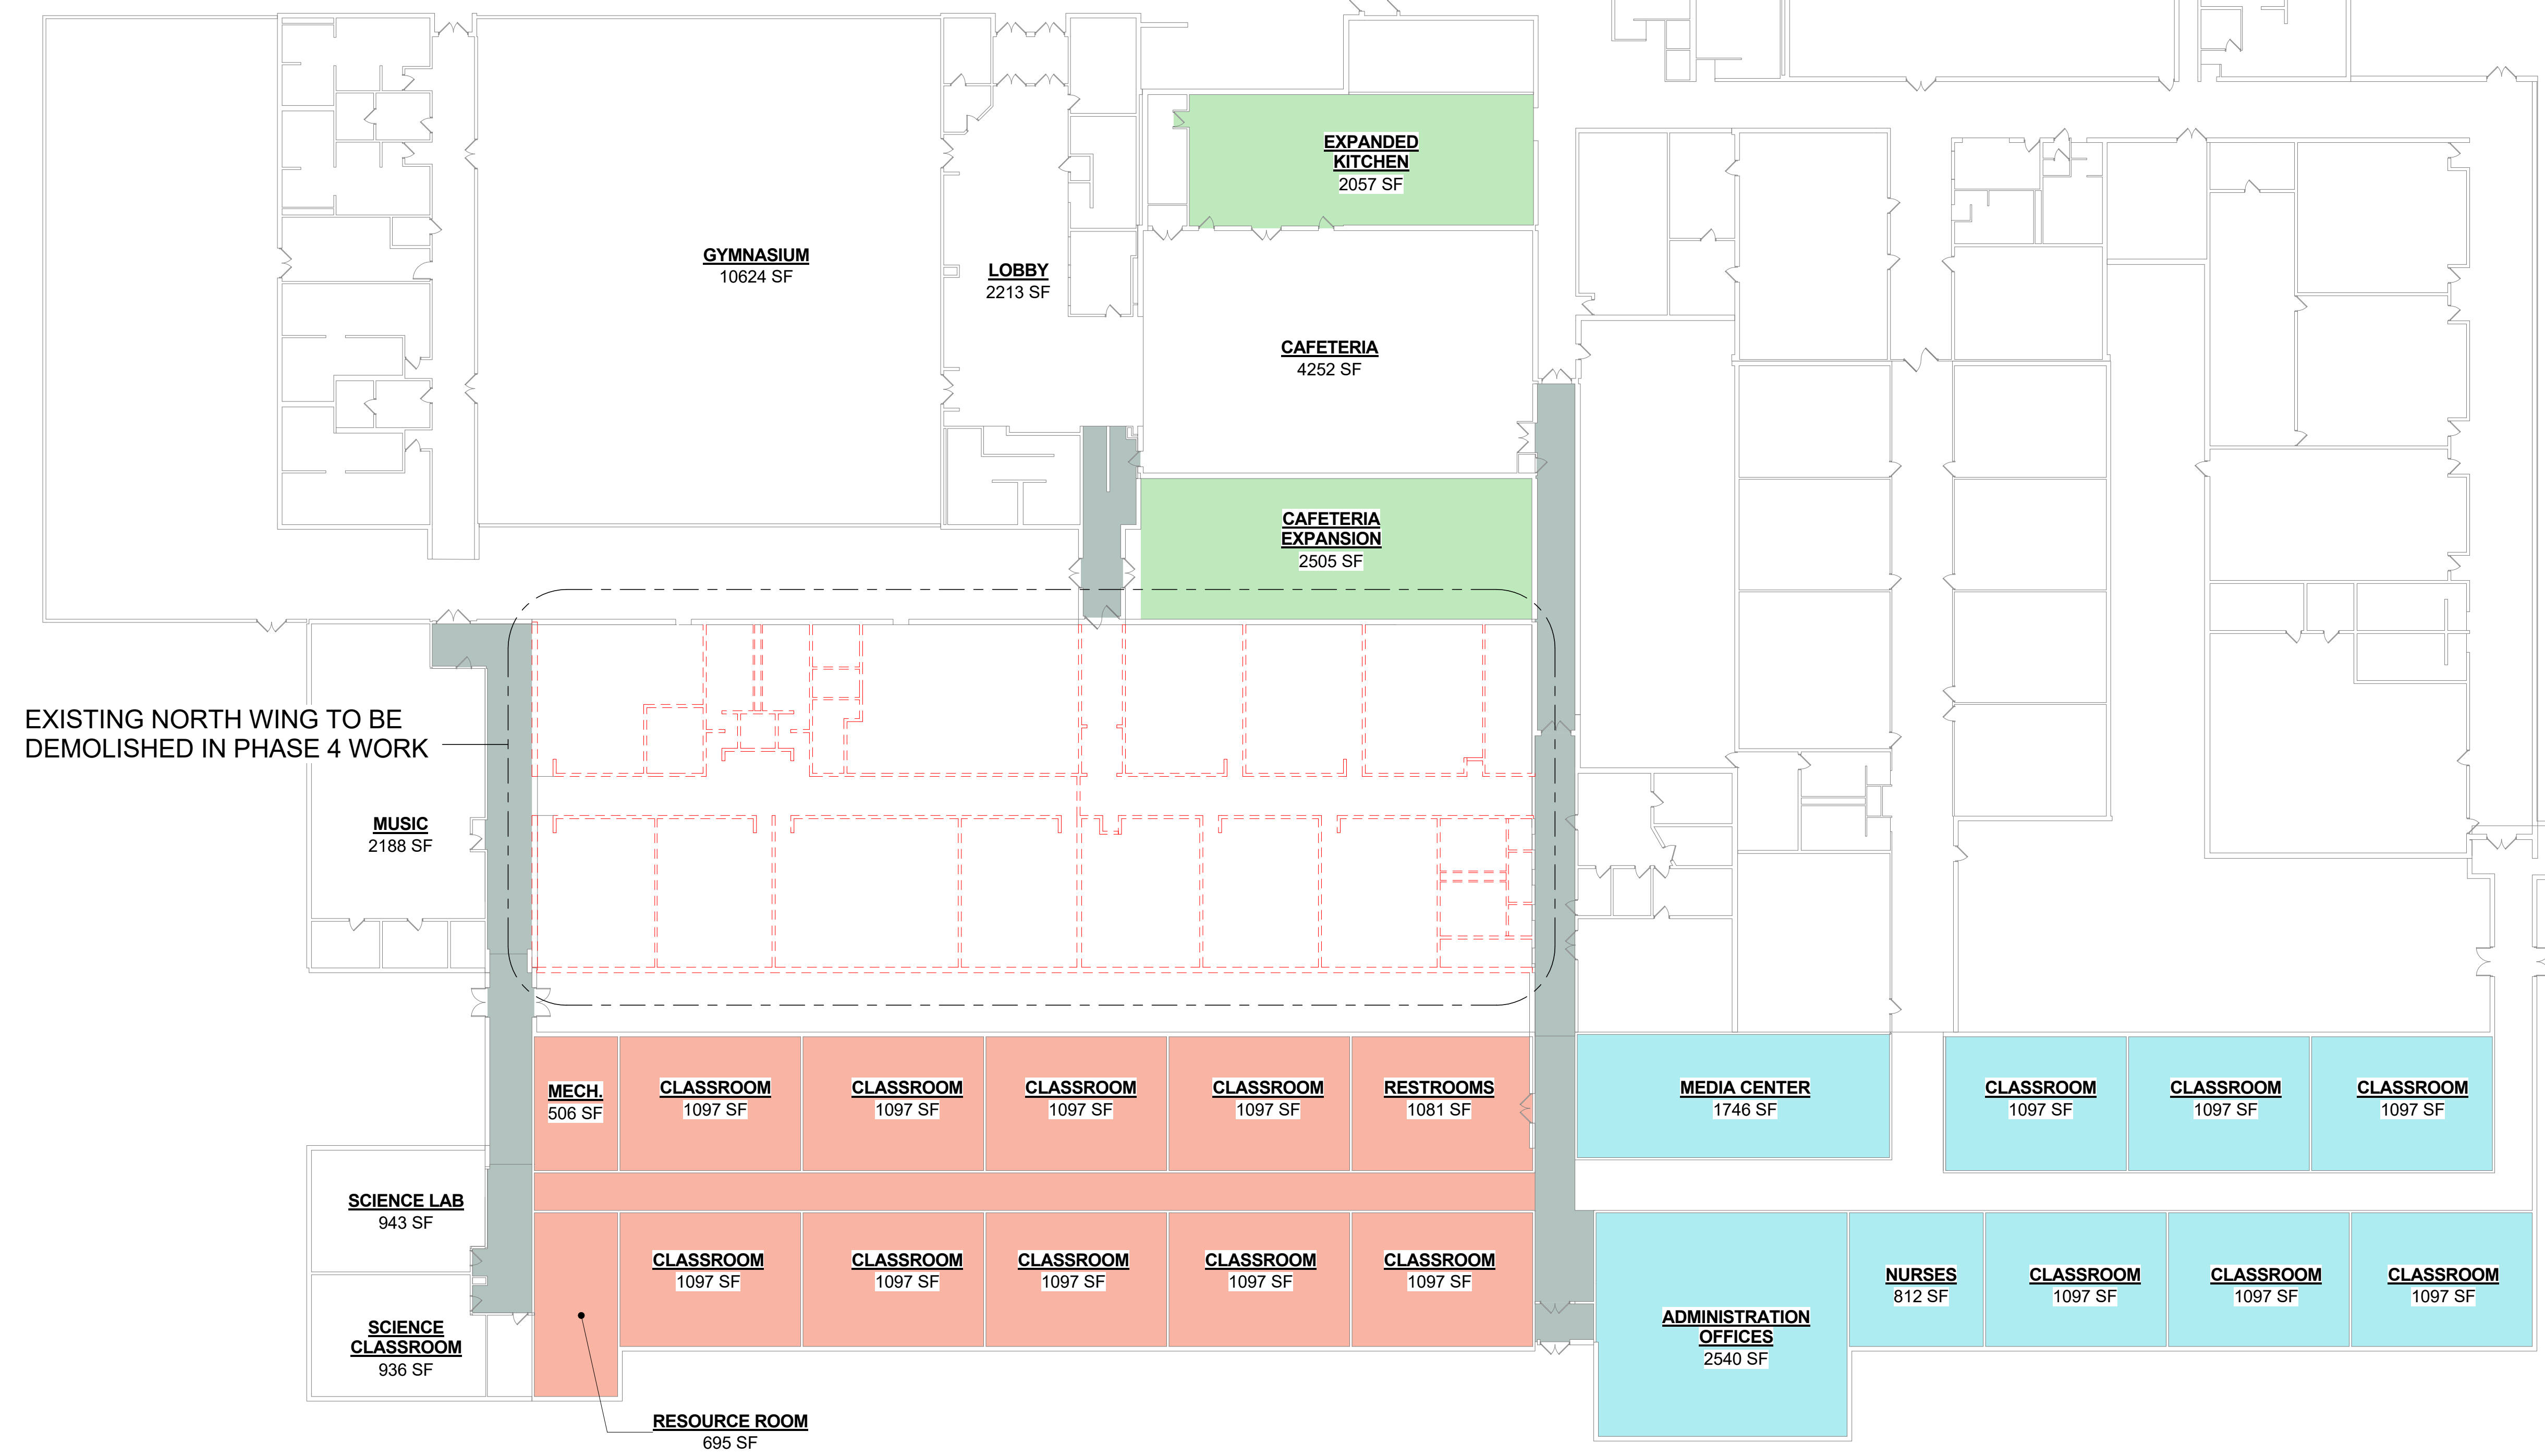 EXPANDED
KITCHEN
2057 SF
GYMNASIUM
10624 SF
LOBBY
2213 SF
CAFETERIA
4252 SF
CAFETERIA
EXPANSION
2505 SF
EXISTING NORTH WING TO BE
DEMOLISHED IN PHASE 4 WORK
MUSIC
2188 SF
MECH.
506 SF
CLASSROOM
1097 SF
CLASSROOM
1097 SF
CLASSROOM
1097 SF
CLASSROOM
1097 SF
RESTROOMS
1081 SF
MEDIA CENTER
1746 SF
CLASSROOM
1097 SF
CLASSROOM
1097 SF
CLASSROOM
1097 SF
SCIENCE LAB
943 SF
CLASSROOM
1097 SF
CLASSROOM
1097 SF
CLASSROOM
1097 SF
CLASSROOM
1097 SF
CLASSROOM
1097 SF
NURSES
812 SF
CLASSROOM
1097 SF
CLASSROOM
1097 SF
CLASSROOM
1097 SF
SCIENCE
CLASSROOM
936 SF
ADMINISTRATION
OFFICES
2540 SF
RESOURCE ROOM
695 SF